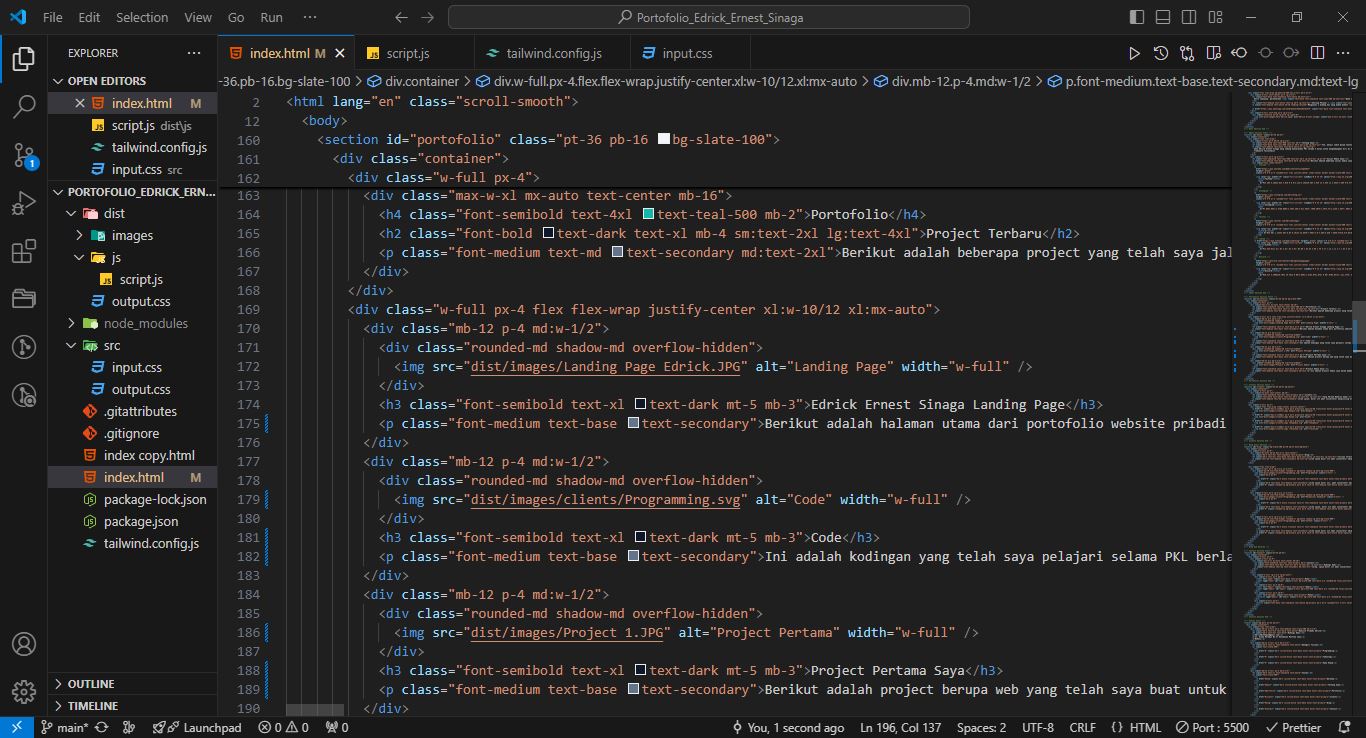 File Edit Selection View Go Run ···
Portofolio_Edrick_Ernest_Sinaga
EXPLORER ···
OPEN EDITORS
index.html M
script.js dist\js
tailwind.config.js
input.css src
PORTOFOLIO_EDRICK_ERN...
dist
images
js
script.js
output.css
node_modules
src
input.css
output.css
.gitattributes
.gitignore
index copy.html
index.html M
package-lock.json
package.json
tailwind.config.js
OUTLINE
TIMELINE
1
index.html M
script.js
tailwind.config.js
input.css
-36.pb-16.bg-slate-100 > div.container > div.w-full.px-4.flex.flex-wrap.justify-center.xl:w-10/12.xl:mx-auto > div.mb-12.p-4.md:w-1/2 > p.font-medium.text-base.text-secondary.md:text-lg
2 <html lang="en" class="scroll-smooth">
12 <body>
160 <section id="portofolio" class="pt-36 pb-16 bg-slate-100">
161 <div class="container">
162 <div class="w-full px-4">
163 <div class="max-w-xl mx-auto text-center mb-16">
164 <h4 class="font-semibold text-4xl text-teal-500 mb-2">Portofolio</h4>
165 <h2 class="font-bold text-dark text-xl mb-4 sm:text-2xl lg:text-4xl">Project Terbaru</h2>
166 <p class="font-medium text-md text-secondary md:text-2xl">Berikut adalah beberapa project yang telah saya jal
167 </div>
168 </div>
169 <div class="w-full px-4 flex flex-wrap justify-center xl:w-10/12 xl:mx-auto">
170 <div class="mb-12 p-4 md:w-1/2">
171 <div class="rounded-md shadow-md overflow-hidden">
172 <img src="dist/images/Landing Page Edrick.JPG" alt="Landing Page" width="w-full" />
173 </div>
174 <h3 class="font-semibold text-xl text-dark mt-5 mb-3">Edrick Ernest Sinaga Landing Page</h3>
175 <p class="font-medium text-base text-secondary">Berikut adalah halaman utama dari portofolio website pribadi
176 </div>
177 <div class="mb-12 p-4 md:w-1/2">
178 <div class="rounded-md shadow-md overflow-hidden">
179 <img src="dist/images/clients/Programming.svg" alt="Code" width="w-full" />
180 </div>
181 <h3 class="font-semibold text-xl text-dark mt-5 mb-3">Code</h3>
182 <p class="font-medium text-base text-secondary">Ini adalah kodingan yang telah saya pelajari selama PKL berla
183 </div>
184 <div class="mb-12 p-4 md:w-1/2">
185 <div class="rounded-md shadow-md overflow-hidden">
186 <img src="dist/images/Project 1.JPG" alt="Project Pertama" width="w-full" />
187 </div>
188 <h3 class="font-semibold text-xl text-dark mt-5 mb-3">Project Pertama Saya</h3>
189 <p class="font-medium text-base text-secondary">Berikut adalah project berupa web yang telah saya buat untuk
190 </div>
main* Launchpad 0 0 0 You, 1 second ago Ln 196, Col 137 Spaces: 2 UTF-8 CRLF {} HTML Port : 5500 Prettier